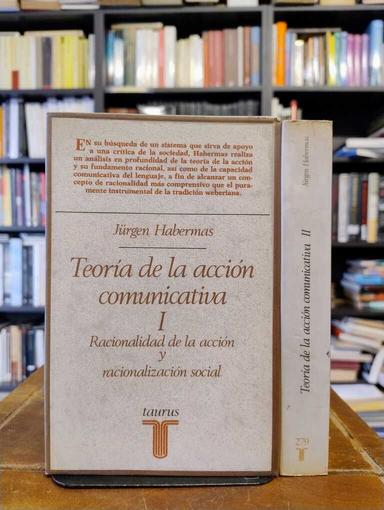 EN su búsqueda de un sistema que sirva de apoyo
a una crítica de la sociedad, Habermas realiza
un análisis en profundidad de la teoría de la acción
y su fundamento racional, así como de la capacidad
comunicativa del lenguaje, a fin de alcanzar un con-
cepto de racionalidad más comprensivo que el pura-
mente instrumental de la tradición weberiana.
Jürgen Habermas
Teoría de la acción
comunicativa
I
Racionalidad de la acción
y
racionalización social
taurus
Jürgen Habermas
Teoría de la acción comunicativa II
279